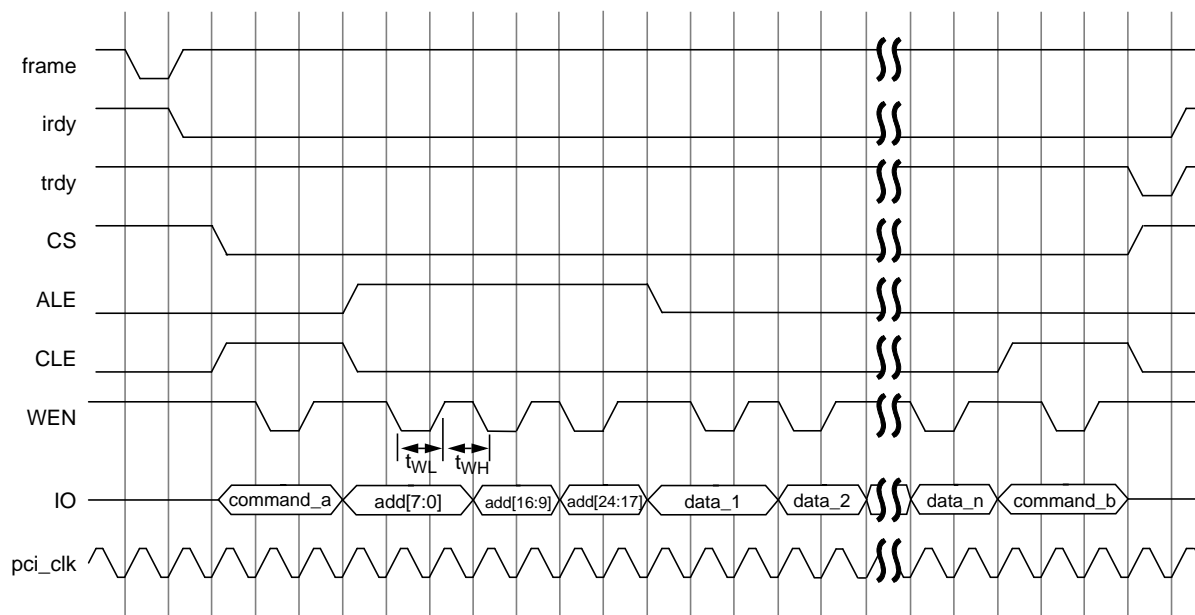 frame
irdy
trdy
CS
ALE
CLE
WEN
tWL tWH
IO command_a add[7:0] add[16:9] add[24:17] data_1 data_2 data_n command_b
pci_clk